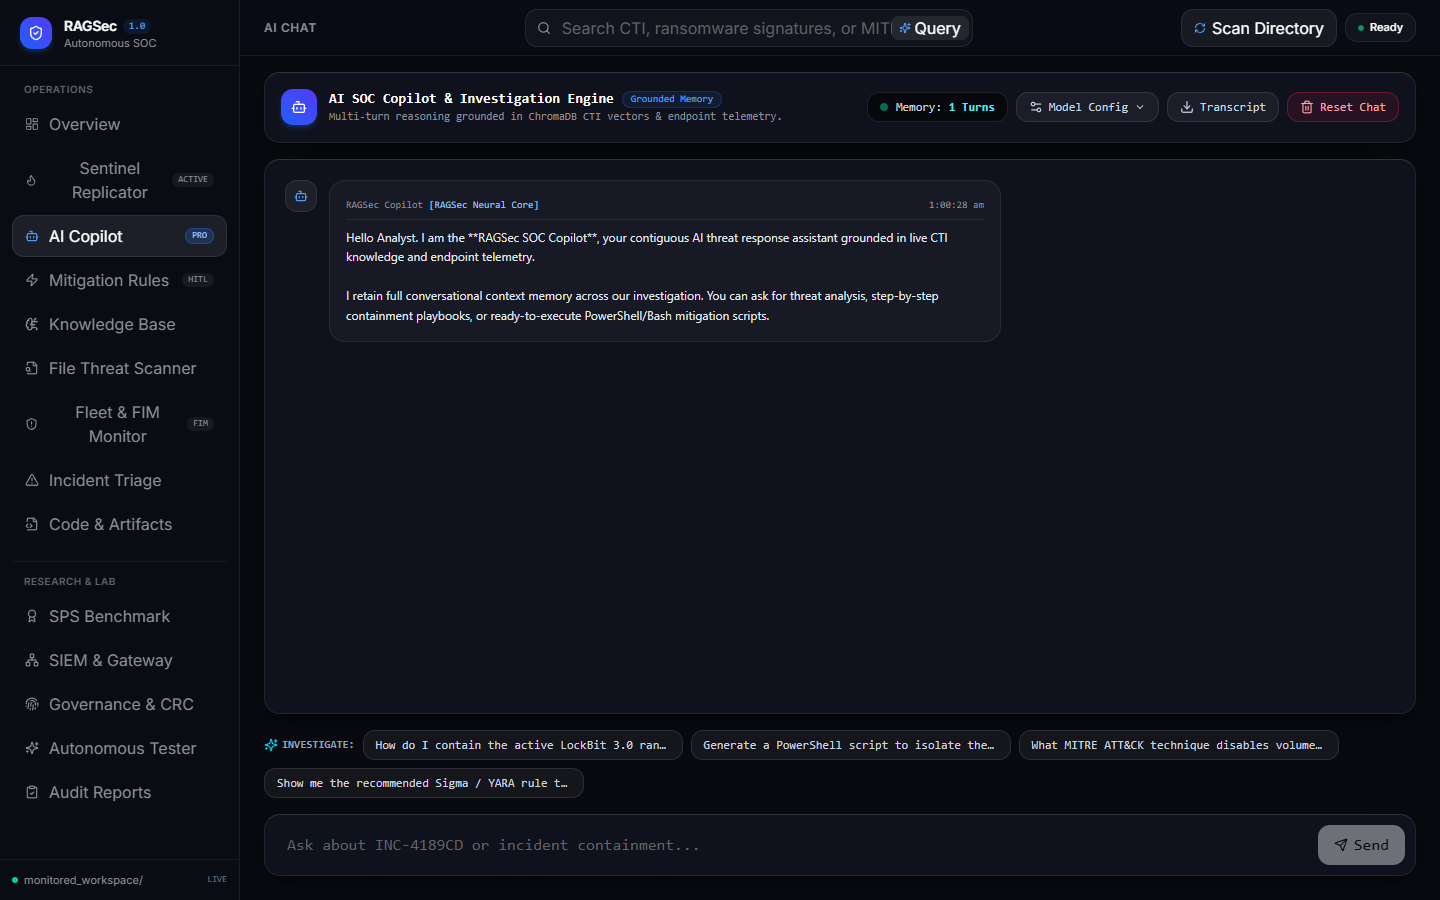 RAGSec 1.0
Autonomous SOC
OPERATIONS
Overview
Sentinel
Replicator
ACTIVE
AI Copilot PRO
Mitigation Rules HITL
Knowledge Base
File Threat Scanner
Fleet & FIM
Monitor
FIM
Incident Triage
Code & Artifacts
RESEARCH & LAB
SPS Benchmark
SIEM & Gateway
Governance & CRC
Autonomous Tester
Audit Reports
monitored_workspace/ LIVE
AI CHAT
Search CTI, ransomware signatures, or MIT Query
Scan Directory
Ready
AI SOC Copilot & Investigation Engine Grounded Memory
Multi-turn reasoning grounded in ChromaDB CTI vectors & endpoint telemetry.
Memory: 1 Turns
Model Config
Transcript
Reset Chat
RAGSec Copilot [RAGSec Neural Core] 1:00:28 am
Hello Analyst. I am the **RAGSec SOC Copilot**, your contiguous AI threat response assistant grounded in live CTI
knowledge and endpoint telemetry.
I retain full conversational context memory across our investigation. You can ask for threat analysis, step-by-step
containment playbooks, or ready-to-execute PowerShell/Bash mitigation scripts.
INVESTIGATE:
How do I contain the active LockBit 3.0 ran…
Generate a PowerShell script to isolate the…
What MITRE ATT&CK technique disables volume…
Show me the recommended Sigma / YARA rule t…
Ask about INC-4189CD or incident containment...
Send